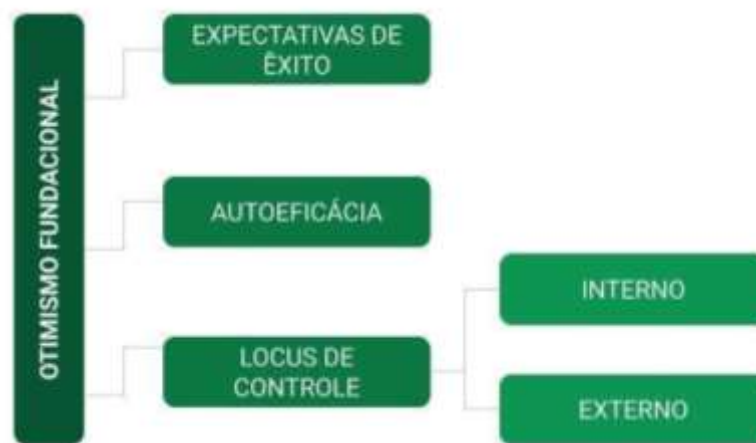 OTIMISMO FUNDACIONAL
EXPECTATIVAS DE
ÊXITO
AUTOEFICÁCIA
LOCUS DE
CONTROLE
INTERNO
EXTERNO